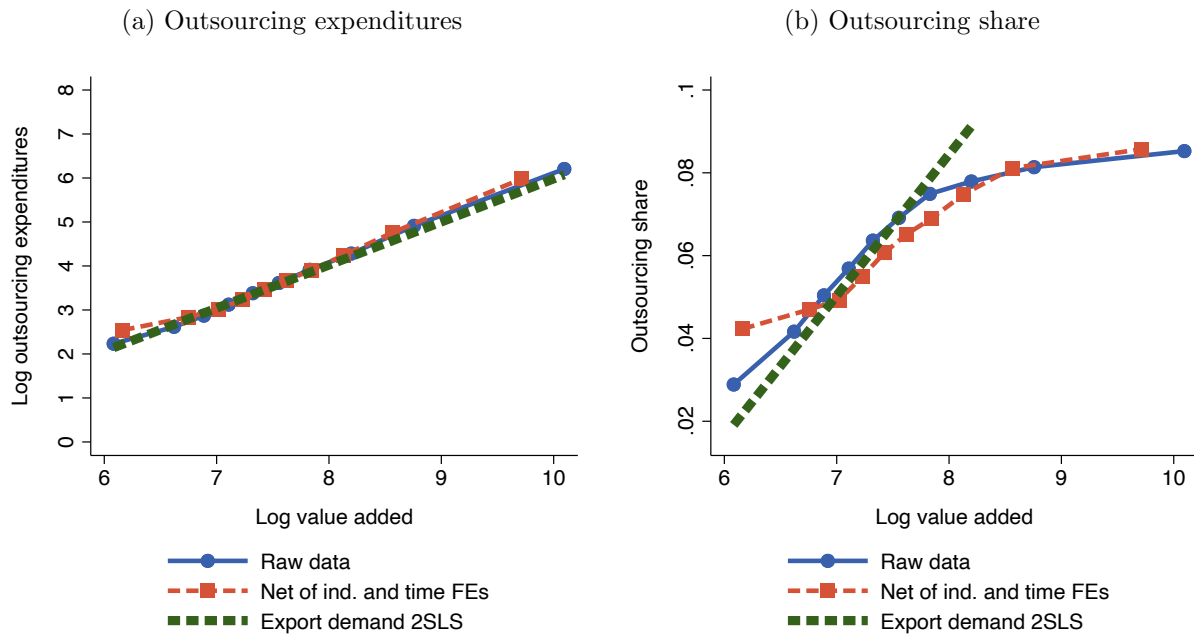 (a) Outsourcing expenditures
Log outsourcing expenditures
8
7
6
5
4
3
2
1
0
6 7 8 9 10
Log value added
Raw data
Net of ind. and time FEs
Export demand 2SLS
(b) Outsourcing share
Outsourcing share
.1
.08
.06
.04
.02
6 7 8 9 10
Log value added
Raw data
Net of ind. and time FEs
Export demand 2SLS